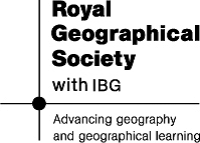 Royal
Geographical
Society
with IBG
Advancing geography
and geographical learning